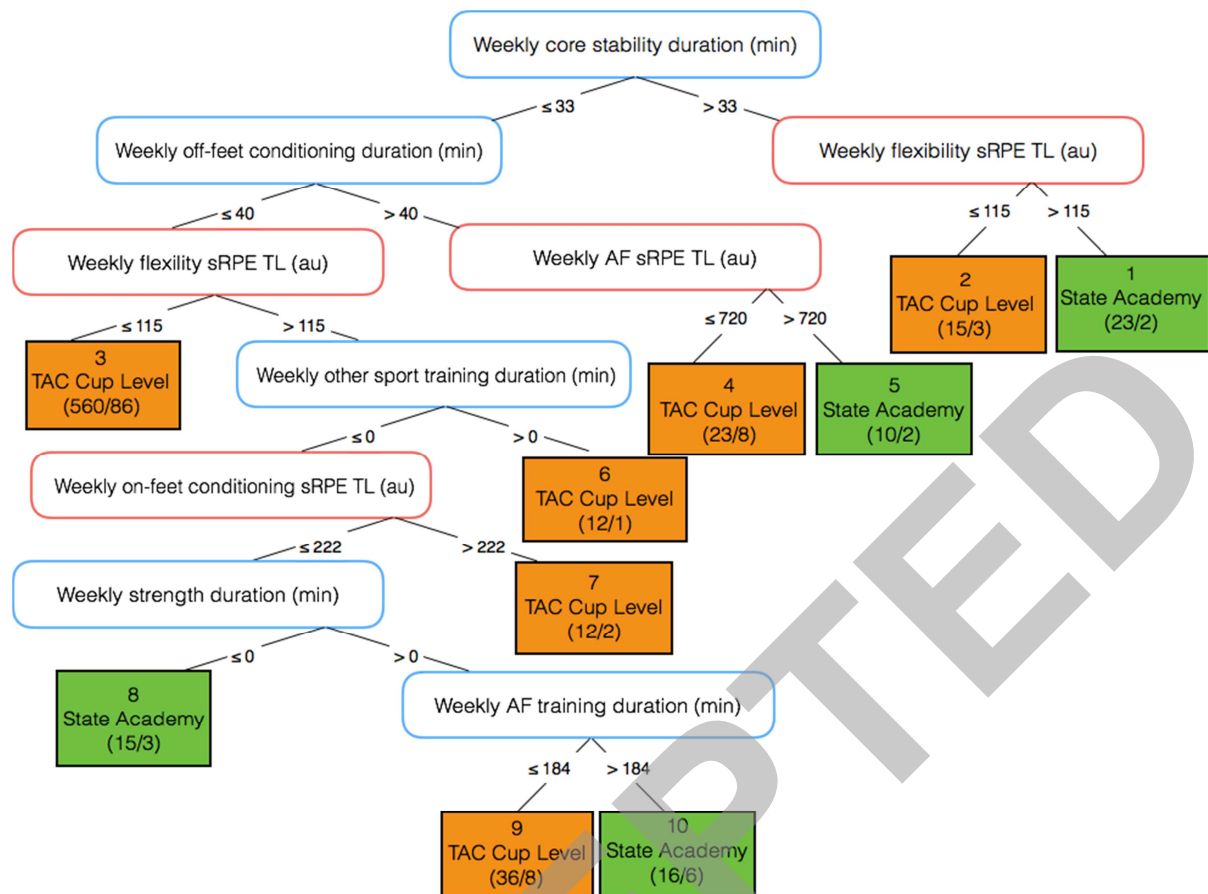 Weekly core stability duration (min)
≤ 33
> 33
Weekly off-feet conditioning duration (min)
Weekly flexibility sRPE TL (au)
≤ 40
> 40
≤ 115
> 115
Weekly flexility sRPE TL (au)
Weekly AF sRPE TL (au)
2
TAC Cup Level
(15/3)
1
State Academy
(23/2)
≤ 115
> 115
≤ 720
> 720
3
TAC Cup Level
(560/86)
Weekly other sport training duration (min)
4
TAC Cup Level
(23/8)
5
State Academy
(10/2)
≤ 0
> 0
Weekly on-feet conditioning sRPE TL (au)
6
TAC Cup Level
(12/1)
≤ 222
> 222
Weekly strength duration (min)
7
TAC Cup Level
(12/2)
≤ 0
> 0
8
State Academy
(15/3)
Weekly AF training duration (min)
≤ 184
> 184
9
TAC Cup Level
(36/8)
10
State Academy
(16/6)
PTED